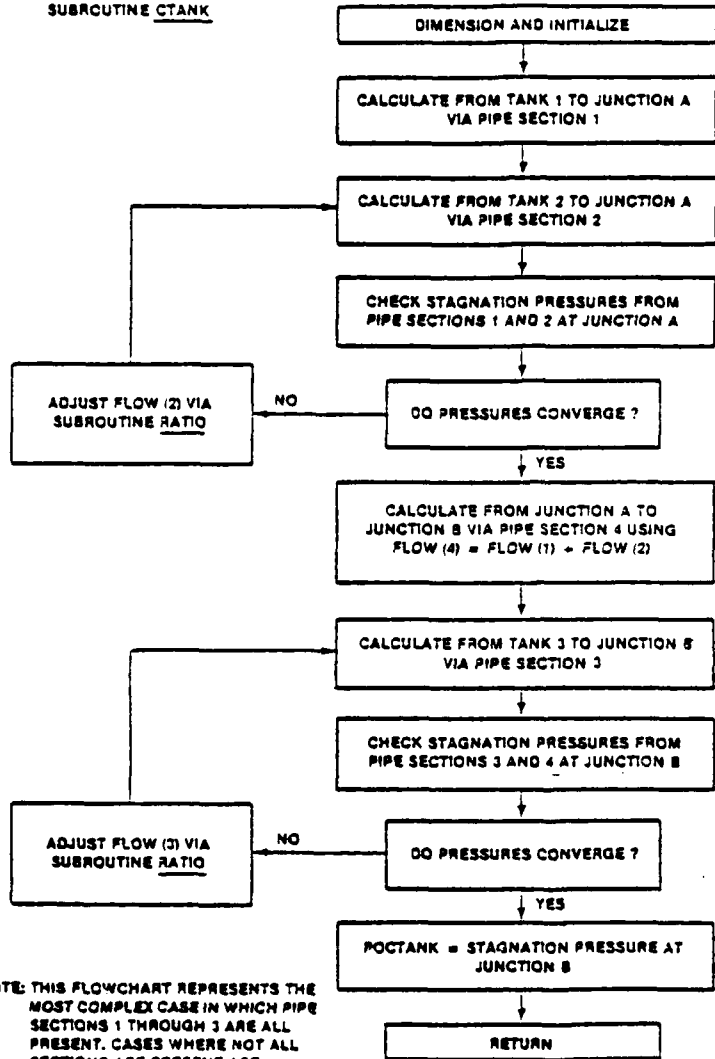 SUBROUTINE CTANK
DIMENSION AND INITIALIZE
CALCULATE FROM TANK 1 TO JUNCTION A
VIA PIPE SECTION 1
CALCULATE FROM TANK 2 TO JUNCTION A
VIA PIPE SECTION 2
CHECK STAGNATION PRESSURES FROM
PIPE SECTIONS 1 AND 2 AT JUNCTION A
ADJUST FLOW (2) VIA
SUBROUTINE RATIO
NO
DO PRESSURES CONVERGE ?
YES
CALCULATE FROM JUNCTION A TO
JUNCTION B VIA PIPE SECTION 4 USING
FLOW (4) = FLOW (1) + FLOW (2)
CALCULATE FROM TANK 3 TO JUNCTION B
VIA PIPE SECTION 3
CHECK STAGNATION PRESSURES FROM
PIPE SECTIONS 3 AND 4 AT JUNCTION B
ADJUST FLOW (3) VIA
SUBROUTINE RATIO
NO
DO PRESSURES CONVERGE ?
YES
POCTANK = STAGNATION PRESSURE AT
JUNCTION B
TE: THIS FLOWCHART REPRESENTS THE
MOST COMPLEX CASE IN WHICH PIPE
SECTIONS 1 THROUGH 3 ARE ALL
PRESENT. CASES WHERE NOT ALL
RETURN